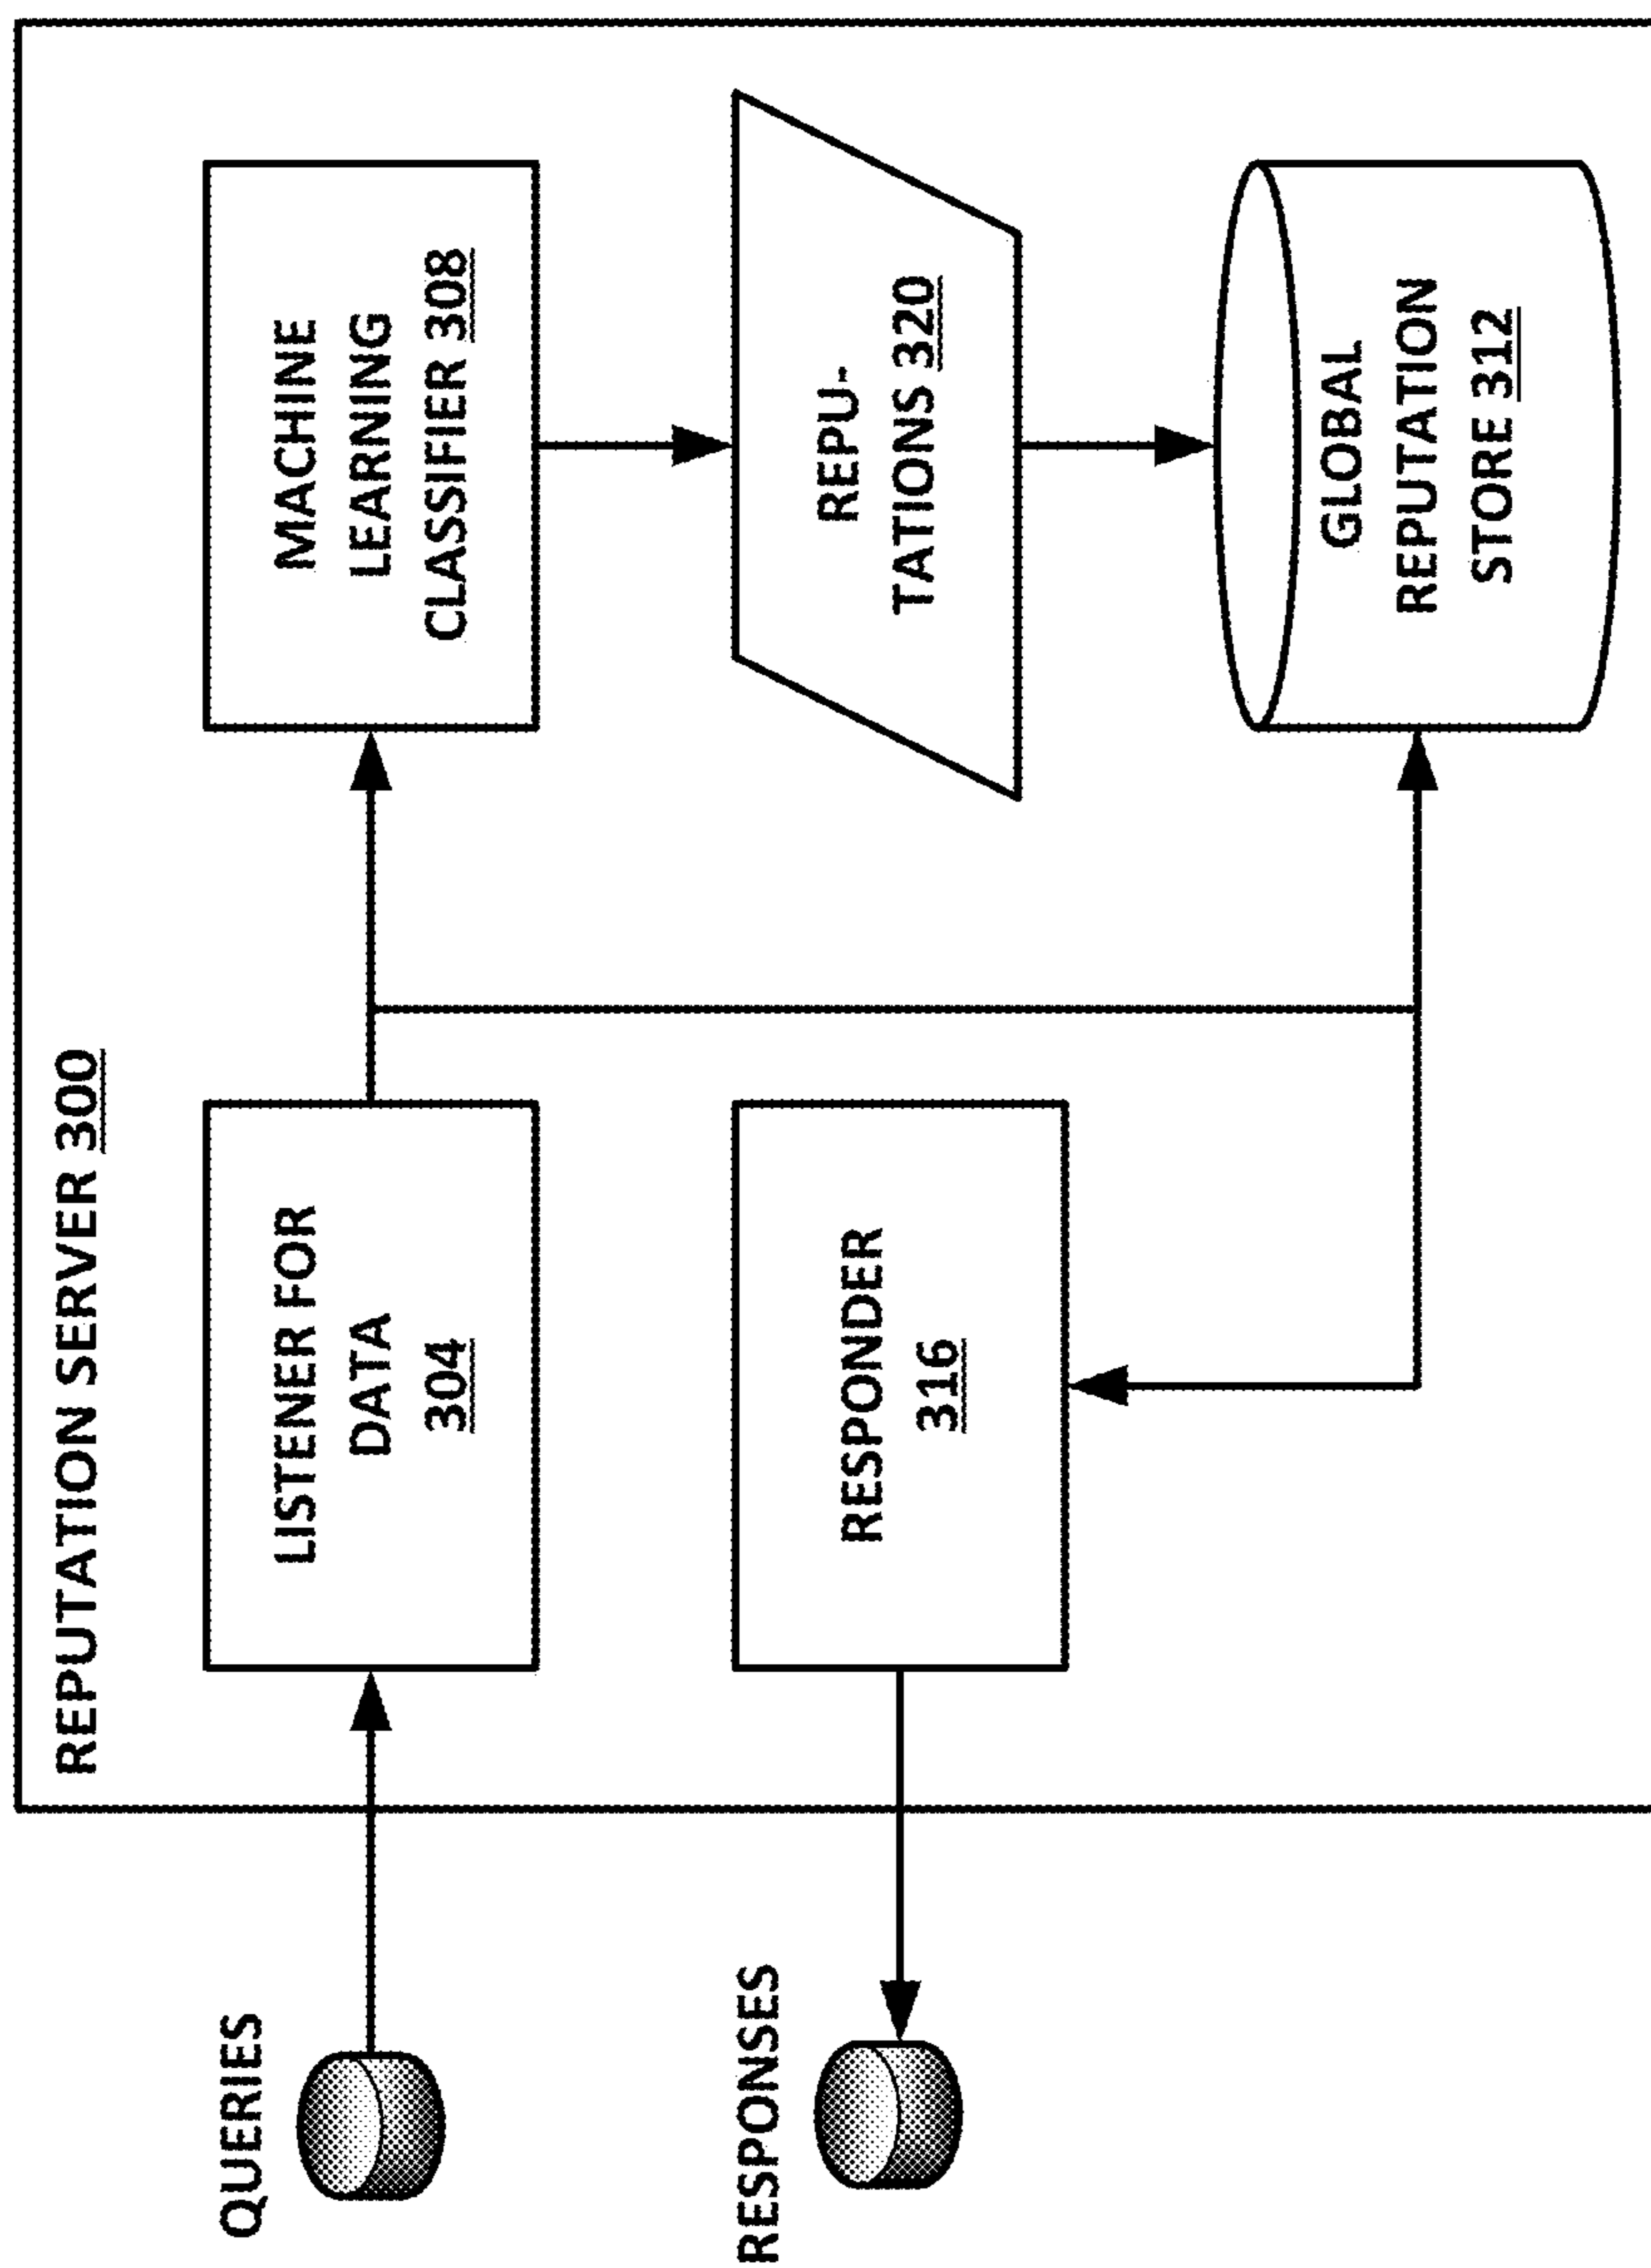 REPUTATION SERVER 300
QUERIES
LISTENER FOR
DATA
304
MACHINE
LEARNING
CLASSIFIER 308
RESPONSES
RESPONDER
316
REPU-
TATIONS 320
GLOBAL
REPUTATION
STORE 312